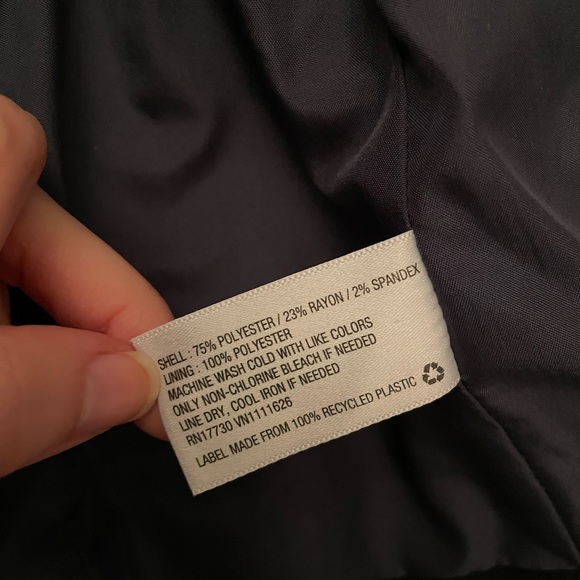 SHELL : 75% POLYESTER / 23% RAYON / 2% SPANDEX
LINING : 100% POLYESTER
MACHINE WASH COLD WITH LIKE COLORS
ONLY NON-CHLORINE BLEACH IF NEEDED
LINE DRY , COOL IRON IF NEEDED
RN17730 VN1111626
LABEL MADE FROM 100% RECYCLED PLASTIC